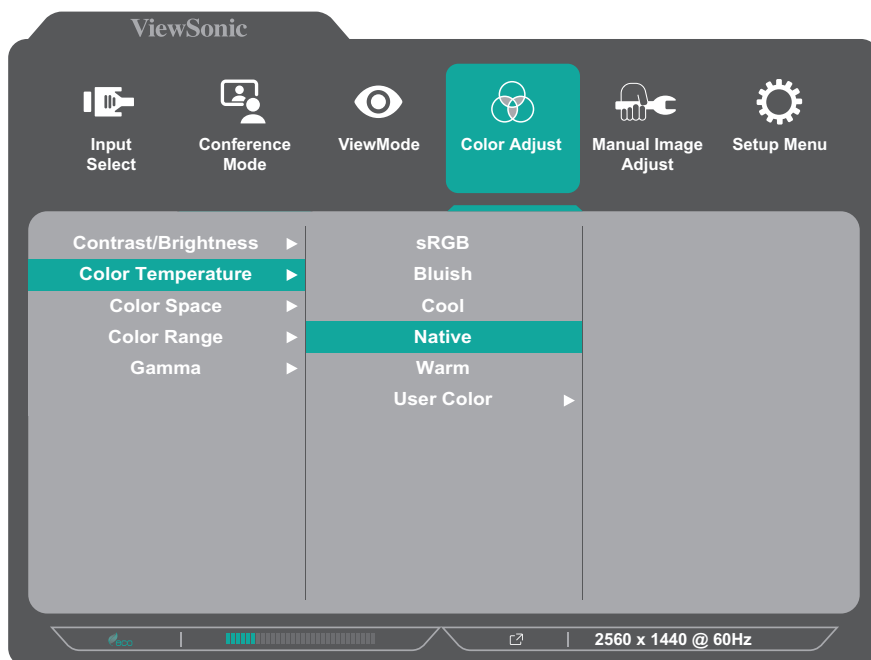 ViewSonic
Input Select
Conference Mode
ViewMode
Color Adjust
Manual Image Adjust
Setup Menu
Contrast/Brightness ▶
Color Temperature ▶
Color Space ▶
Color Range ▶
Gamma ▶
sRGB
Bluish
Cool
Native
Warm
User Color ▶
eco
2560 x 1440 @ 60Hz